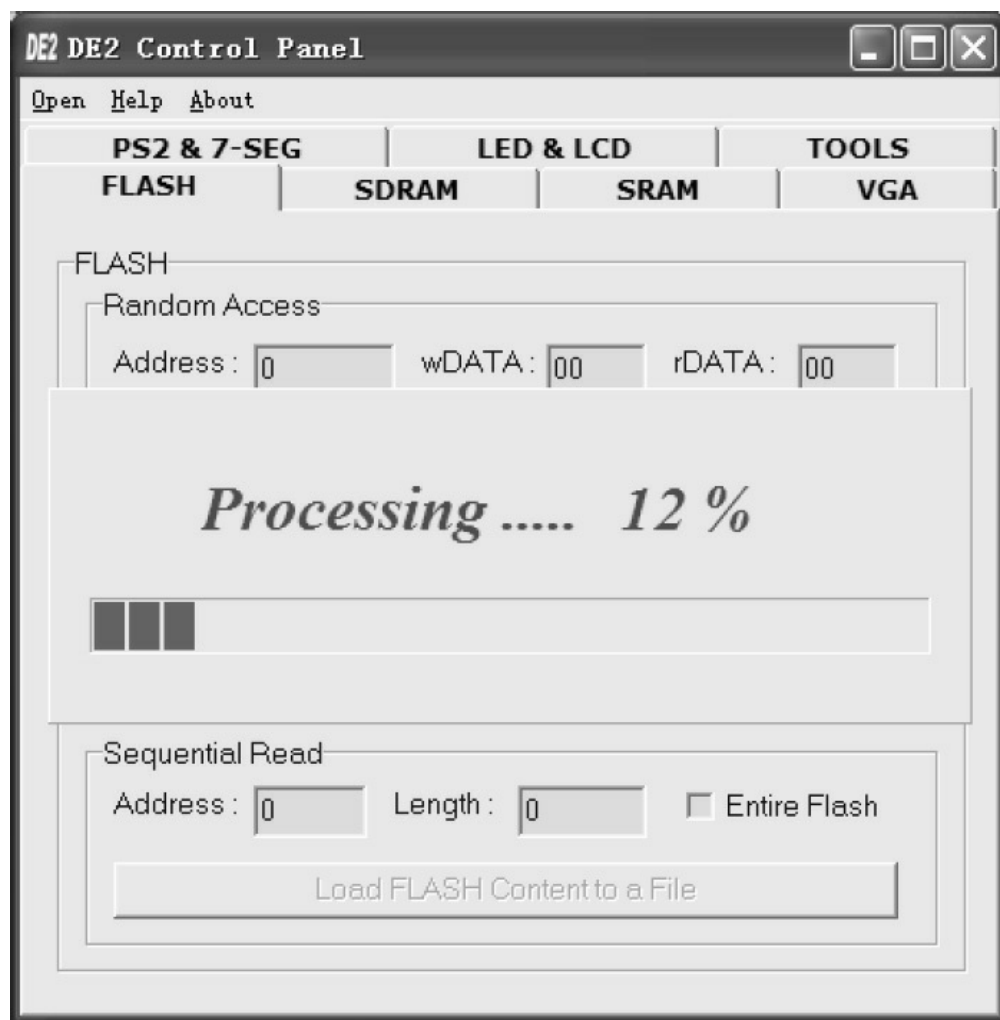 DE2 DE2 Control Panel
Open Help About
PS2 & 7-SEG LED & LCD TOOLS
FLASH SDRAM SRAM VGA
FLASH
Random Access
Address : 0 wDATA : 00 rDATA : 00
Processing ..... 12 %
Sequential Read
Address : 0 Length : 0 Entire Flash
Load FLASH Content to a File